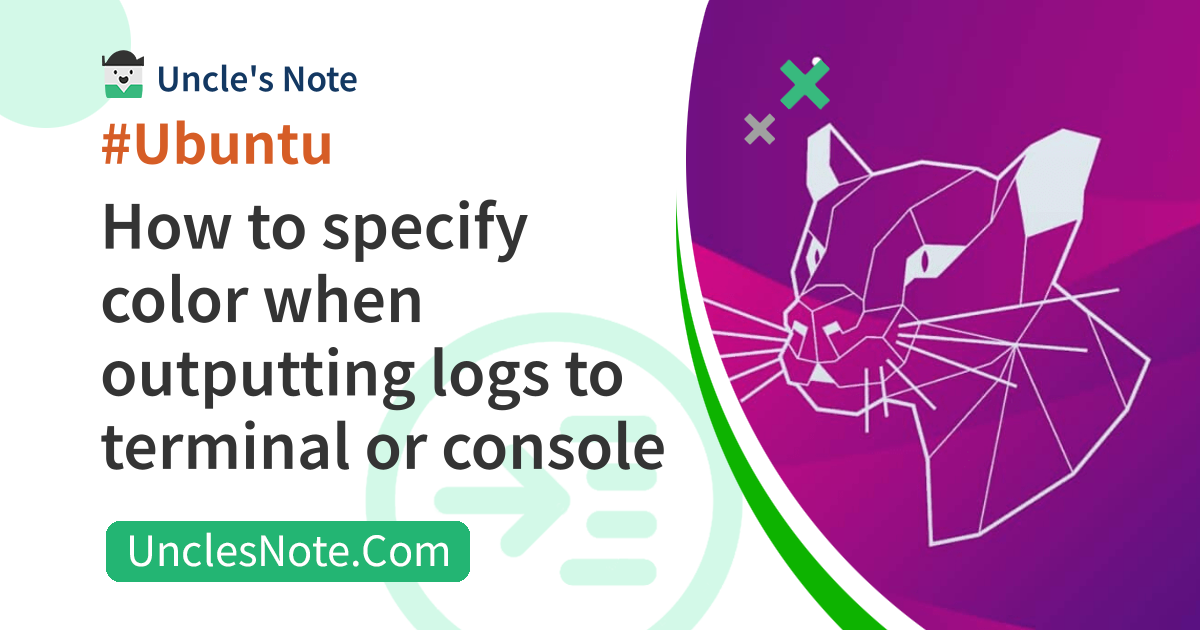 Uncle's Note
#Ubuntu
How to specify
color when
outputting logs to
terminal or console
UnclesNote.Com